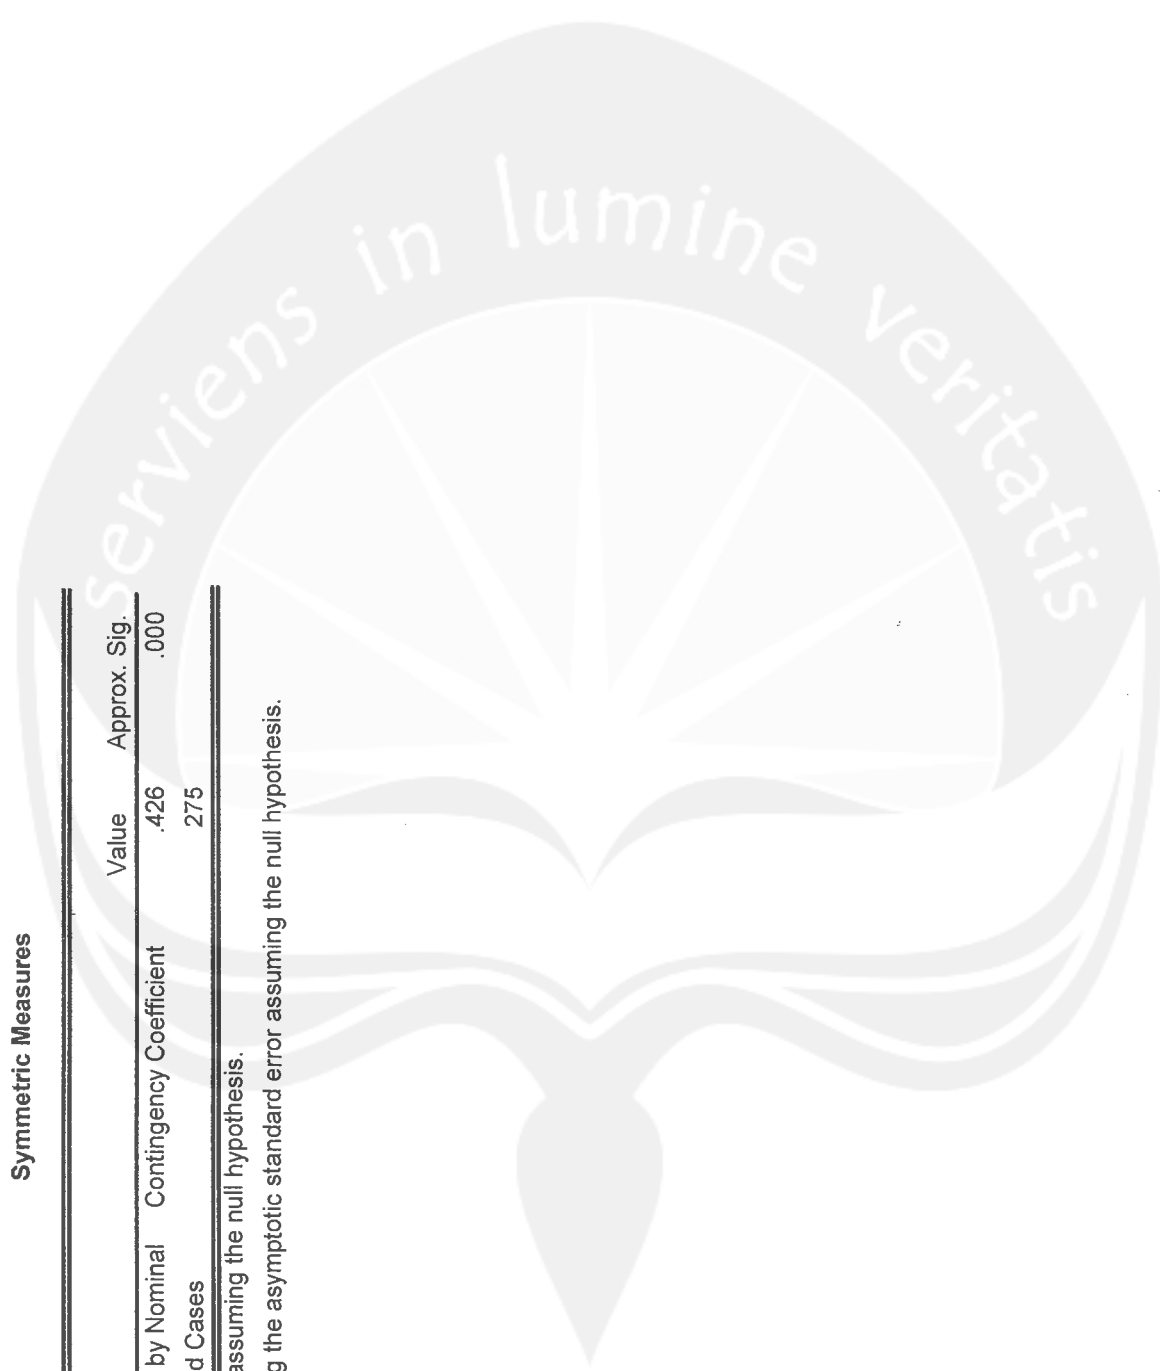 serviens in lumine veritatis
Symmetric Measures
Value Approx. Sig.
by Nominal Contingency Coefficient .426 .000
d Cases 275
assuming the null hypothesis.
g the asymptotic standard error assuming the null hypothesis.